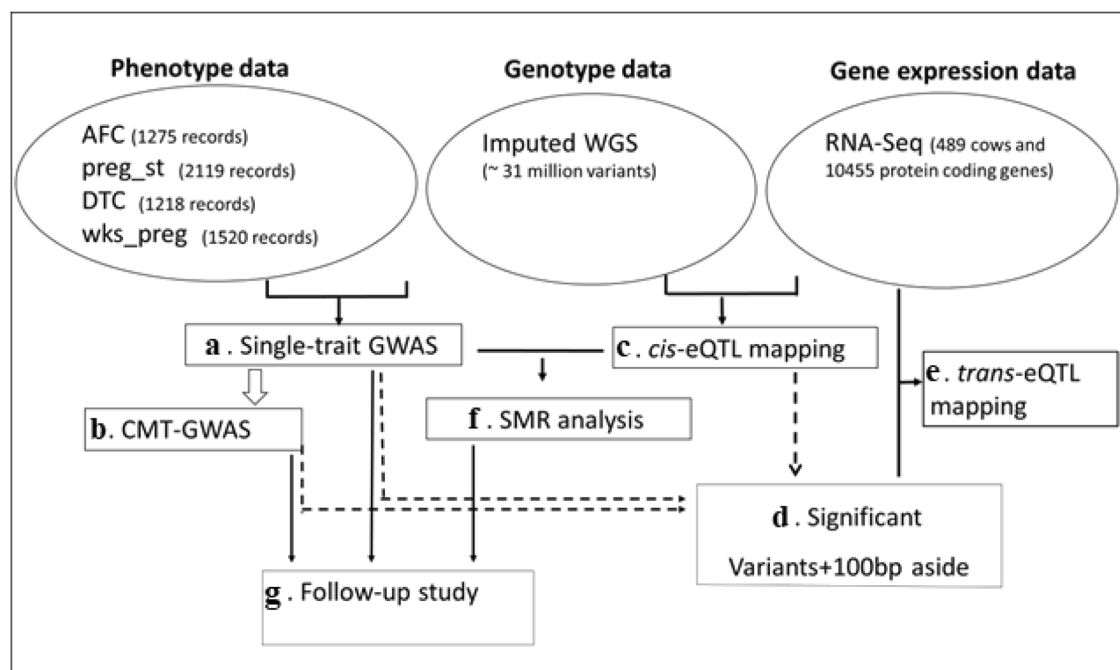 Phenotype data
Genotype data
Gene expression data
AFC (1275 records)
preg_st (2119 records)
DTC (1218 records)
wks_preg (1520 records)
Imputed WGS
(~ 31 million variants)
RNA-Seq (489 cows and
10455 protein coding genes)
a . Single-trait GWAS
c . cis-eQTL mapping
e . trans-eQTL
mapping
b. CMT-GWAS
f . SMR analysis
d . Significant
Variants+100bp aside
g . Follow-up study